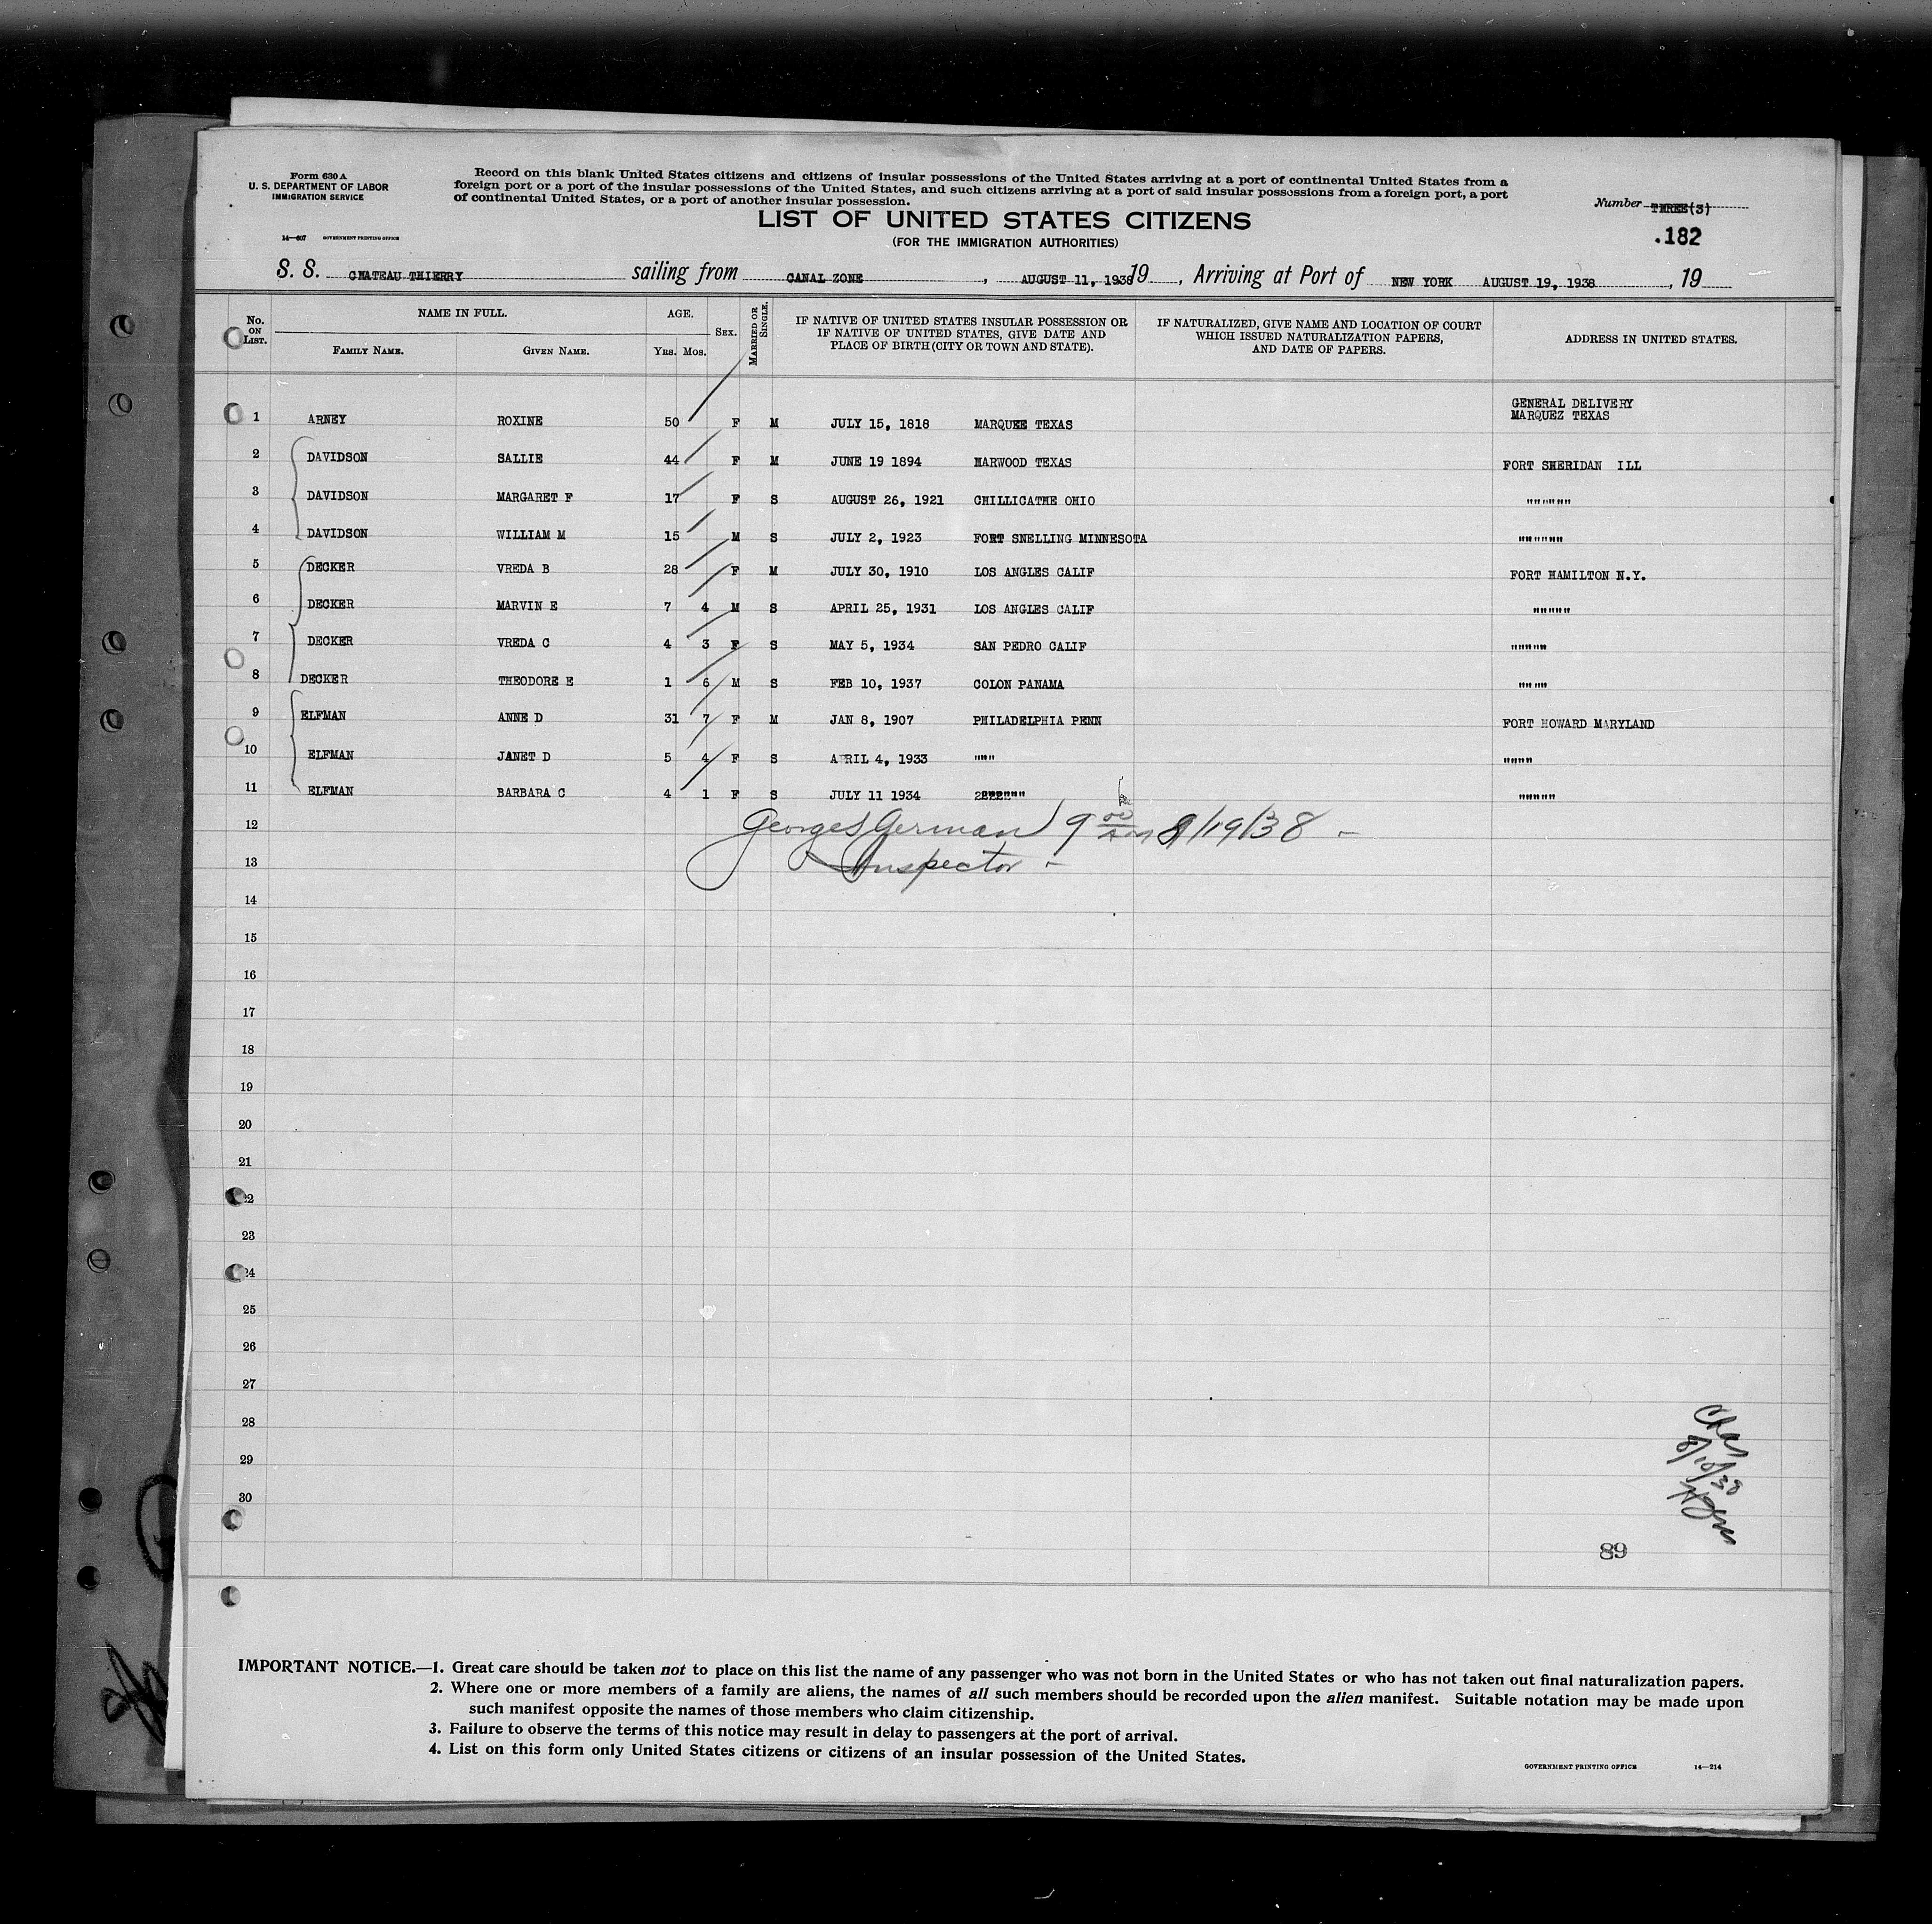 Form 630 A
U. S. DEPARTMENT OF LABOR
IMMIGRATION SERVICE
14—607 GOVERNMENT PRINTING OFFICE
Record on this blank United States citizens and citizens of insular possessions of the United States arriving at a port of continental United States from a
foreign port or a port of the insular possessions of the United States, and such citizens arriving at a port of said insular possessions from a foreign port, a port
of continental United States, or a port of another insular possession.
LIST OF UNITED STATES CITIZENS
(FOR THE IMMIGRATION AUTHORITIES)
Number THREE(3)
.182
S. S. CHATEAU THIERRY sailing from CANAL ZONE, AUGUST 11, 1938 19, Arriving at Port of NEW YORK AUGUST 19, 1938, 19
No. ON LIST.
NAME IN FULL.
FAMILY NAME. GIVEN NAME.
AGE.
YRS. MOS.
SEX.
MARRIED OR SINGLE.
IF NATIVE OF UNITED STATES INSULAR POSSESSION OR
IF NATIVE OF UNITED STATES, GIVE DATE AND
PLACE OF BIRTH (CITY OR TOWN AND STATE).
IF NATURALIZED, GIVE NAME AND LOCATION OF COURT
WHICH ISSUED NATURALIZATION PAPERS,
AND DATE OF PAPERS.
ADDRESS IN UNITED STATES.
GENERAL DELIVERY
1 ARNEY ROXINE 50 F M JULY 15, 1818 MARQUEE TEXAS MARQUEZ TEXAS
2 DAVIDSON SALLIE 44 F M JUNE 19 1894 HARWOOD TEXAS FORT SHERIDAN ILL
3 DAVIDSON MARGARET F 17 F S AUGUST 26, 1921 CHILLICATHE OHIO """"""
4 DAVIDSON WILLIAM M 15 M S JULY 2, 1923 FORT SNELLING MINNESOTA """"""
5 DECKER VREDA B 28 F M JULY 30, 1910 LOS ANGLES CALIF FORT HAMILTON N.Y.
6 DECKER MARVIN E 7 4 M S APRIL 25, 1931 LOS ANGLES CALIF """""
7 DECKER VREDA C 4 3 F S MAY 5, 1934 SAN PEDRO CALIF """""
8 DECKER THEODORE E 1 6 M S FEB 10, 1937 COLON PANAMA """"
9 ELFMAN ANNE D 31 7 F M JAN 8, 1907 PHILADELPHIA PENN FORT HOWARD MARYLAND
10 ELFMAN JANET D 5 4 F S APRIL 4, 1933 """ """"
11 ELFMAN BARBARA C 4 1 F S JULY 11 1934 """""" """""
12 Georges German 9 00 am 8/19/38 –
13 Inspector –
14
15
16
17
18
19
20
21
22
23
24
25
26
27
28
29
30
89
IMPORTANT NOTICE.—1. Great care should be taken not to place on this list the name of any passenger who was not born in the United States or who has not taken out final naturalization papers.
2. Where one or more members of a family are aliens, the names of all such members should be recorded upon the alien manifest. Suitable notation may be made upon
such manifest opposite the names of those members who claim citizenship.
3. Failure to observe the terms of this notice may result in delay to passengers at the port of arrival.
4. List on this form only United States citizens or citizens of an insular possession of the United States.
GOVERNMENT PRINTING OFFICE 14—214